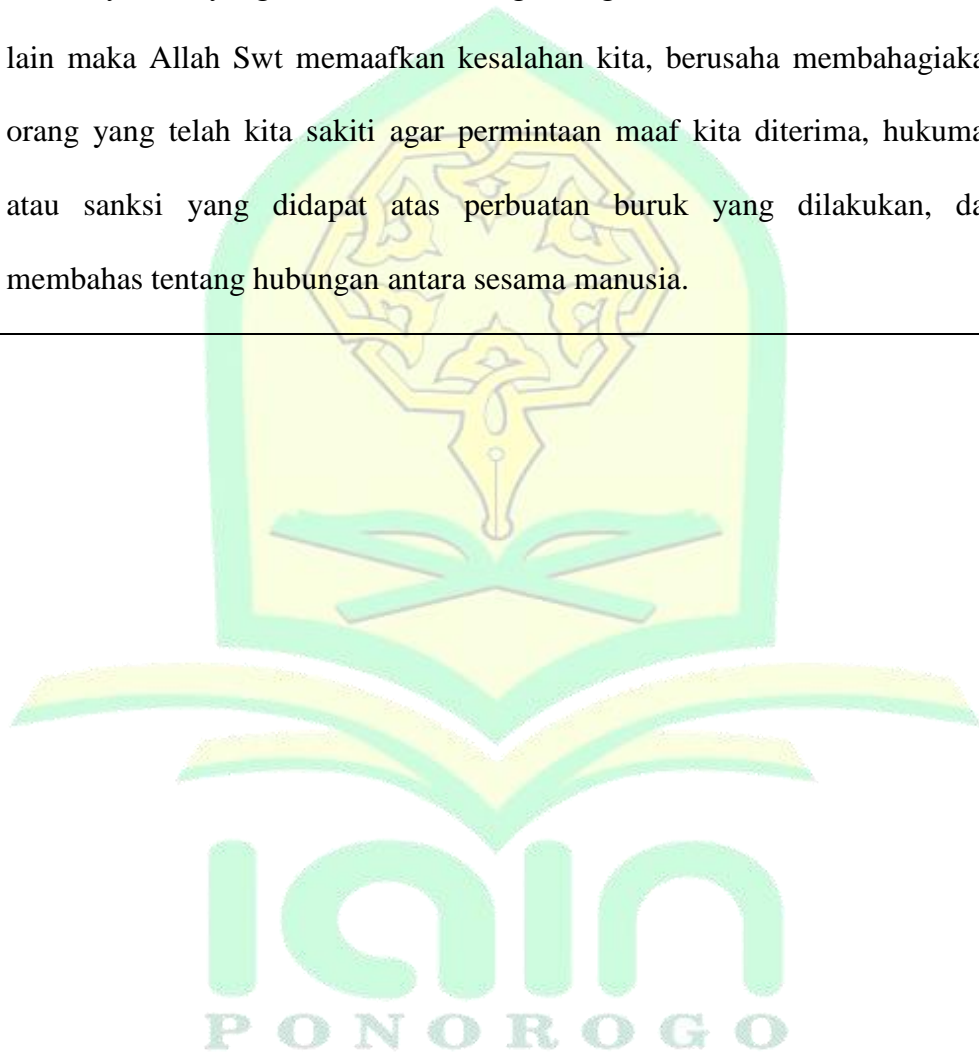 lain maka Allah Swt memaafkan kesalahan kita, berusaha membahagiaka
orang yang telah kita sakiti agar permintaan maaf kita diterima, hukuma
atau sanksi yang didapat atas perbuatan buruk yang dilakukan, da
membahas tentang hubungan antara sesama manusia.
iain
PONOROGO